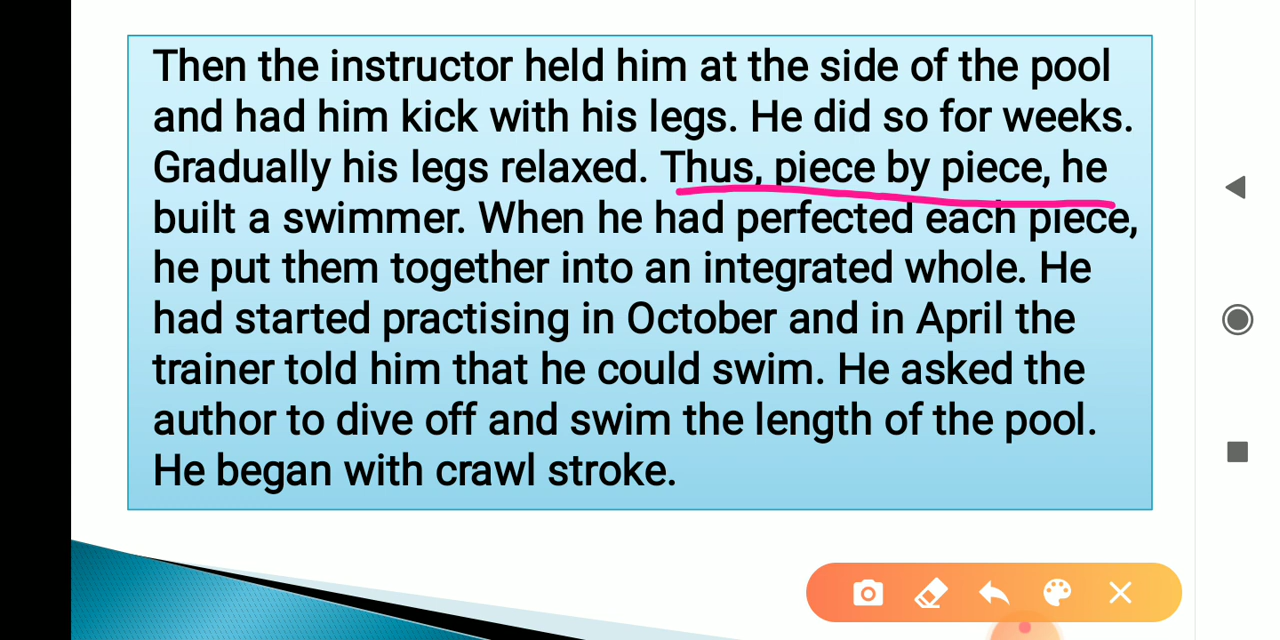 Then the instructor held him at the side of the pool
and had him kick with his legs. He did so for weeks.
Gradually his legs relaxed. Thus, piece by piece, he
built a swimmer. When he had perfected each piece,
he put them together into an integrated whole. He
had started practising in October and in April the
trainer told him that he could swim. He asked the
author to dive off and swim the length of the pool.
He began with crawl stroke.